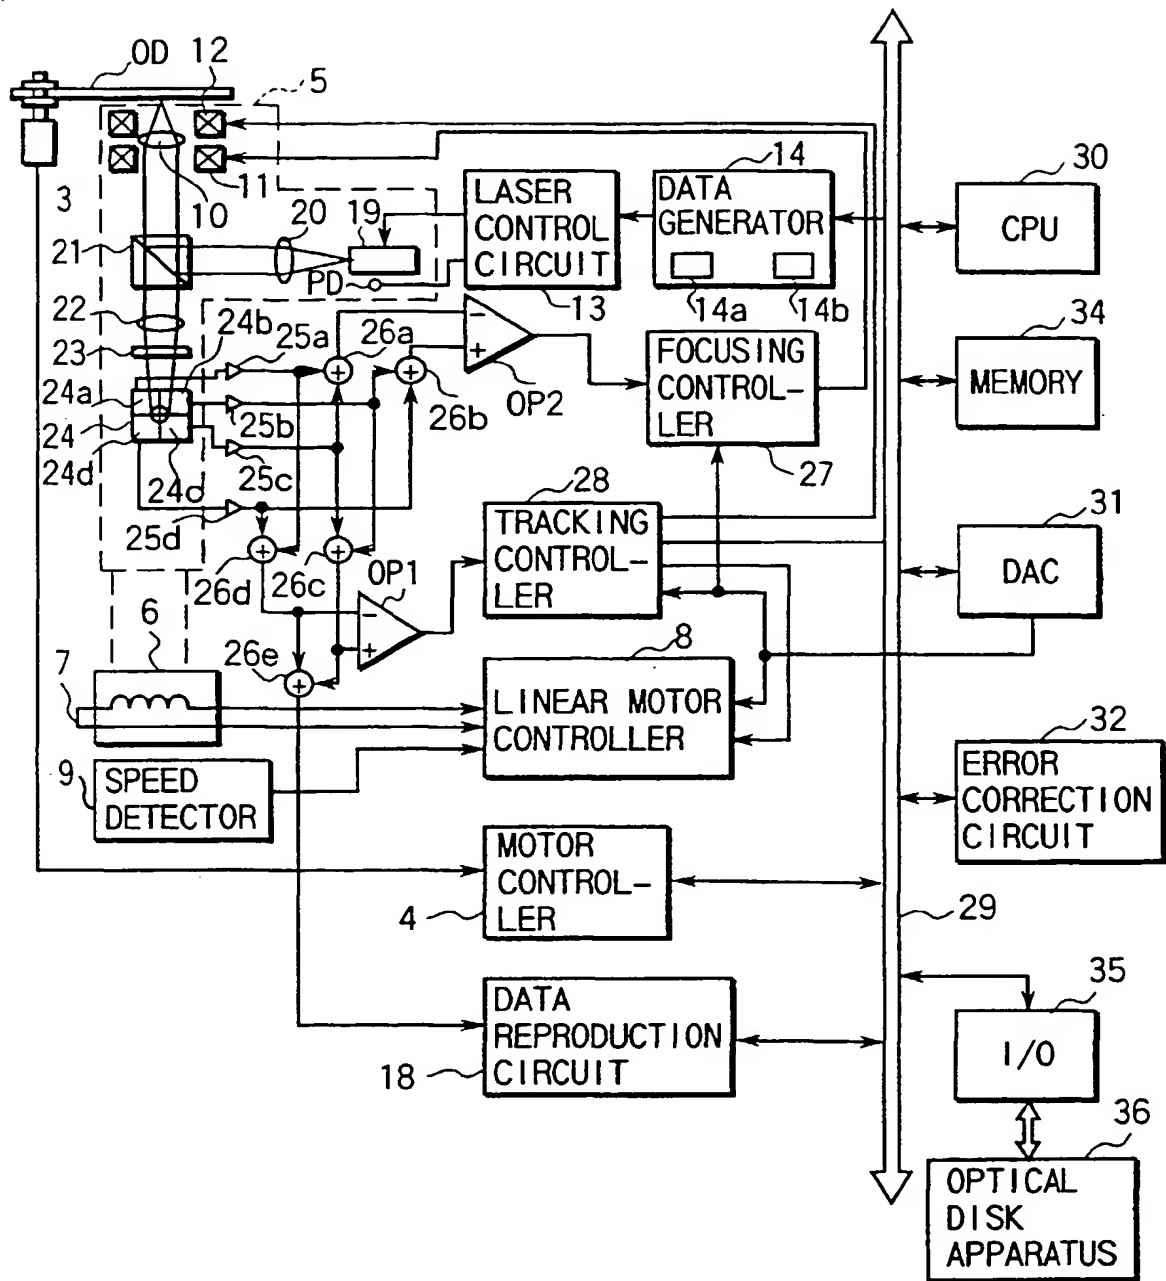 OD
12
5
3
11
10
20
19
21
PD
22
23
24b
24a
24
24d
24c
25a
25b
25c
25d
26a
26b
26c
26d
26e
OP2
OP1
LASER
CONTROL
CIRCUIT
13
14
DATA
GENERATOR
14a
14b
FOCUSING
CONTROL-
LER
27
28
TRACKING
CONTROL-
LER
6
7
8
LINEAR MOTOR
CONTROLLER
9
SPEED
DETECTOR
MOTOR
CONTROL-
LER
4
DATA
REPRODUCTION
CIRCUIT
18
30
CPU
34
MEMORY
31
DAC
32
ERROR
CORRECTION
CIRCUIT
29
35
I/O
36
OPTICAL
DISK
APPARATUS